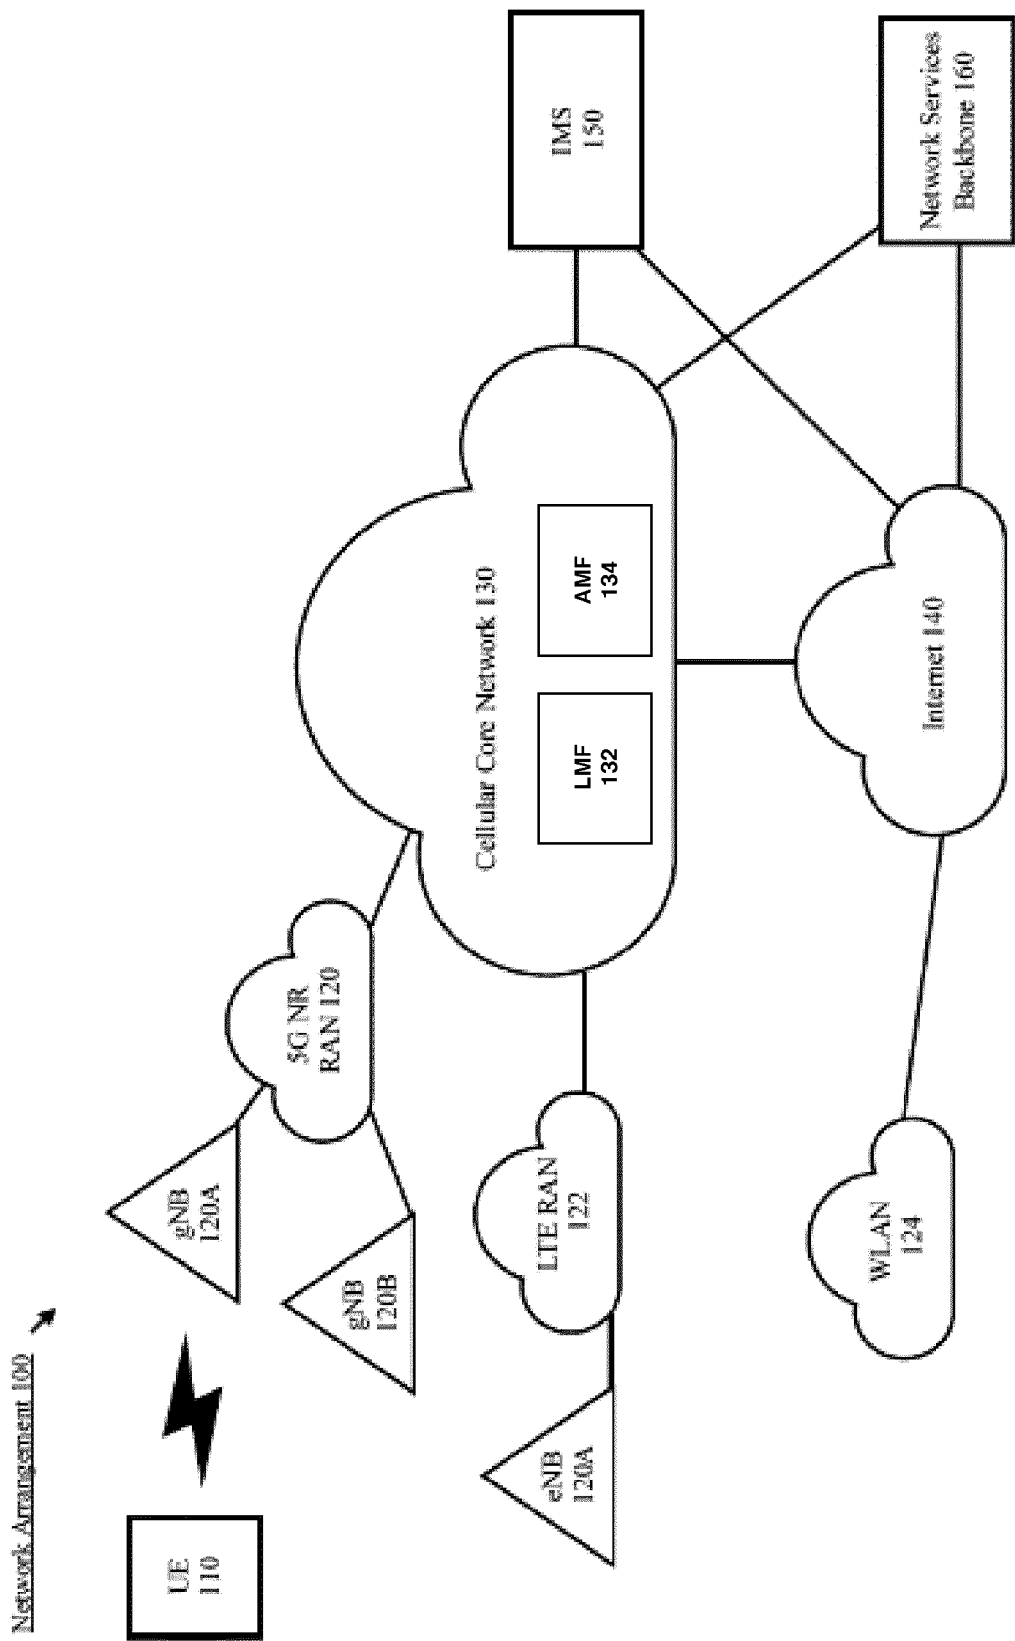 Network Arrangement 100
UE
110
gNB
120A
gNB
120B
5G NR
RAN 120
eNB
120A
LTE RAN
122
WLAN
124
Cellular Core Network 130
LMF
132
AMF
134
Internet 140
IMS
150
Network Services
Backbone 160